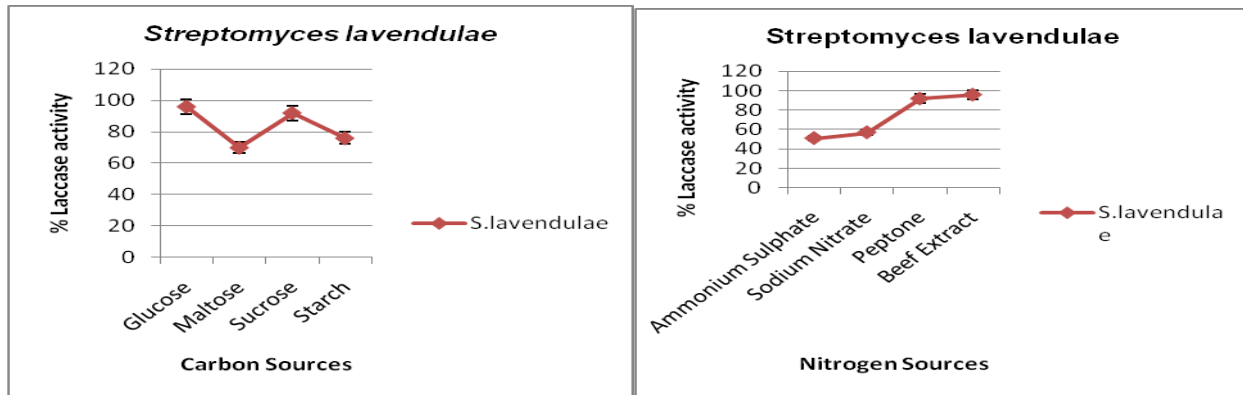 Streptomyces lavendulae
% Laccase activity
120
100
80
60
40
20
0
Glucose
Maltose
Sucrose
Starch
S.lavendulae
Carbon Sources
Streptomyces lavendulae
% Laccase activity
120
100
80
60
40
20
0
Ammonium Sulphate
Sodium Nitrate
Peptone
Beef Extract
S.lavendula
e
Nitrogen Sources